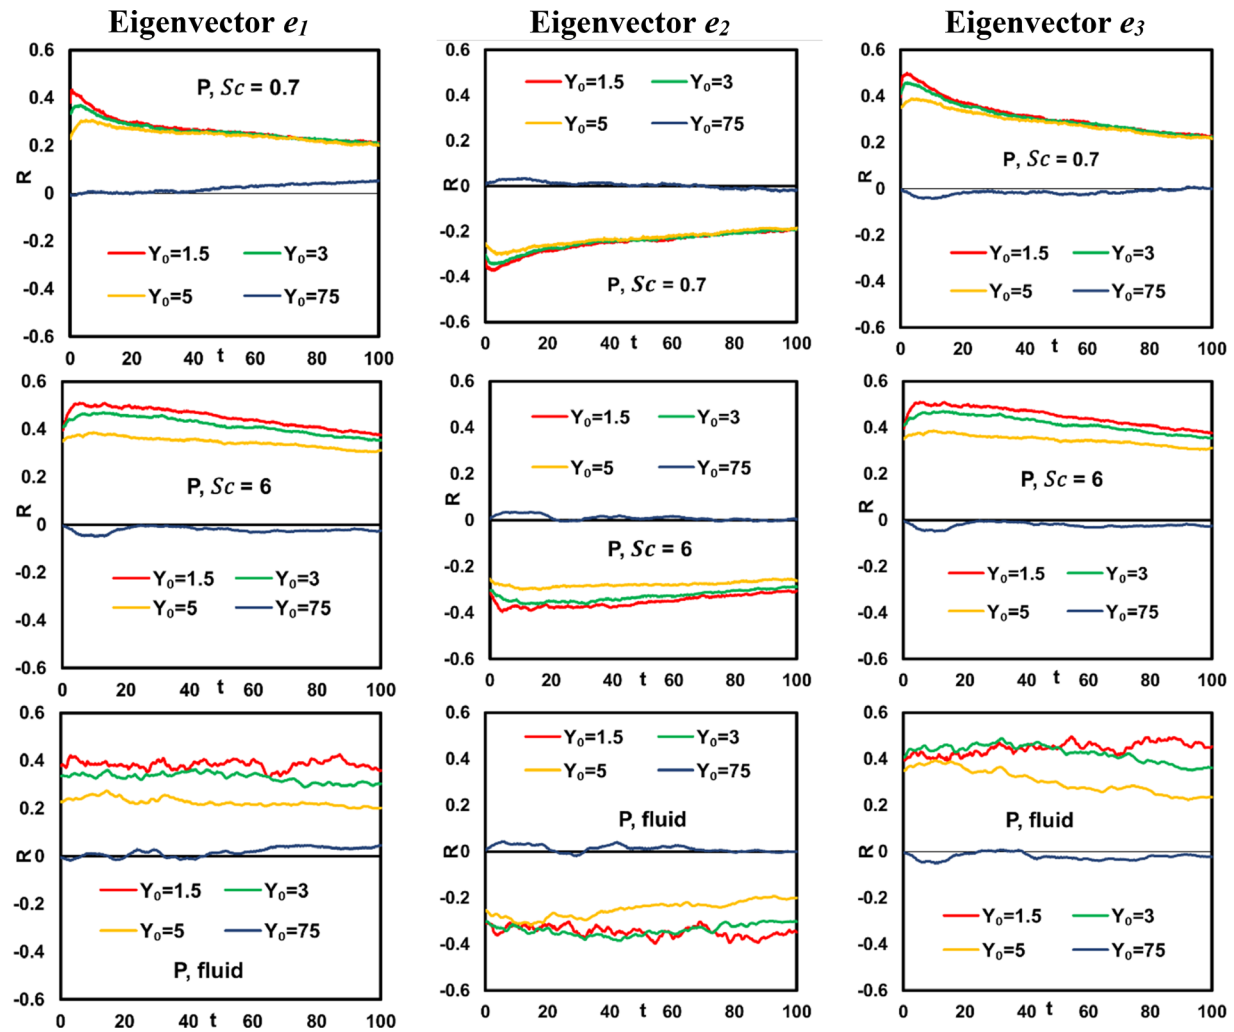 Eigenvector e1 Eigenvector e2 Eigenvector e3
0.6
0.4
0.2
0
-0.2
-0.4
-0.6
R
P, Sc = 0.7
Y0=1.5 Y0=3
Y0=5 Y0=75
0 20 40 t 60 80 100
0.6
0.4
0.2
0
-0.2
-0.4
-0.6
R
Y0=1.5 Y0=3
Y0=5 Y0=75
P, Sc = 0.7
0 20 40 t 60 80 100
0.6
0.4
0.2
0
-0.2
-0.4
-0.6
R
P, Sc = 0.7
Y0=1.5 Y0=3
Y0=5 Y0=75
0 20 40 t 60 80 100
0.6
0.4
0.2
0
-0.2
-0.4
-0.6
R
P, Sc = 6
Y0=1.5 Y0=3
Y0=5 Y0=75
0 20 40 t 60 80 100
0.6
0.4
0.2
0
-0.2
-0.4
-0.6
R
Y0=1.5 Y0=3
Y0=5 Y0=75
P, Sc = 6
0 20 40 t 60 80 100
0.6
0.4
0.2
0
-0.2
-0.4
-0.6
R
P, Sc = 6
Y0=1.5 Y0=3
Y0=5 Y0=75
0 20 40 t 60 80 100
0.6
0.4
0.2
0
-0.2
-0.4
-0.6
R
Y0=1.5 Y0=3
Y0=5 Y0=75
P, fluid
0 20 40 t 60 80 100
0.6
0.4
0.2
0
-0.2
-0.4
-0.6
R
Y0=1.5 Y0=3
Y0=5 Y0=75
P, fluid
0 20 40 t 60 80 100
0.6
0.4
0.2
0
-0.2
-0.4
-0.6
R
P, fluid
Y0=1.5 Y0=3
Y0=5 Y0=75
0 20 40 t 60 80 100